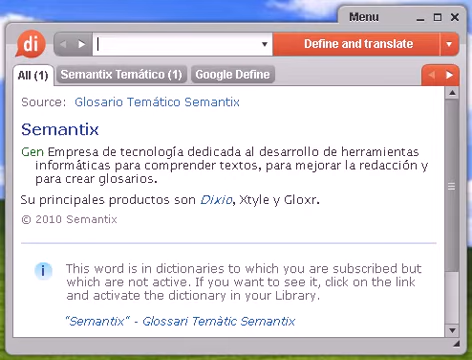 Menu
di
Define and translate
All (1)
Semantix Temático (1)
Google Define
Source: Glosario Temático Semantix
Semantix
Gen Empresa de tecnología dedicada al desarrollo de herramientas
informáticas para comprender textos, para mejorar la redacción y
para crear glosarios.
Su principales productos son Dixio, Xtyle y Gloxr.
© 2010 Semantix
i
This word is in dictionaries to which you are subscribed but
which are not active. If you want to see it, click on the link
and activate the dictionary in your Library.
"Semantix" - Glossari Temàtic Semantix